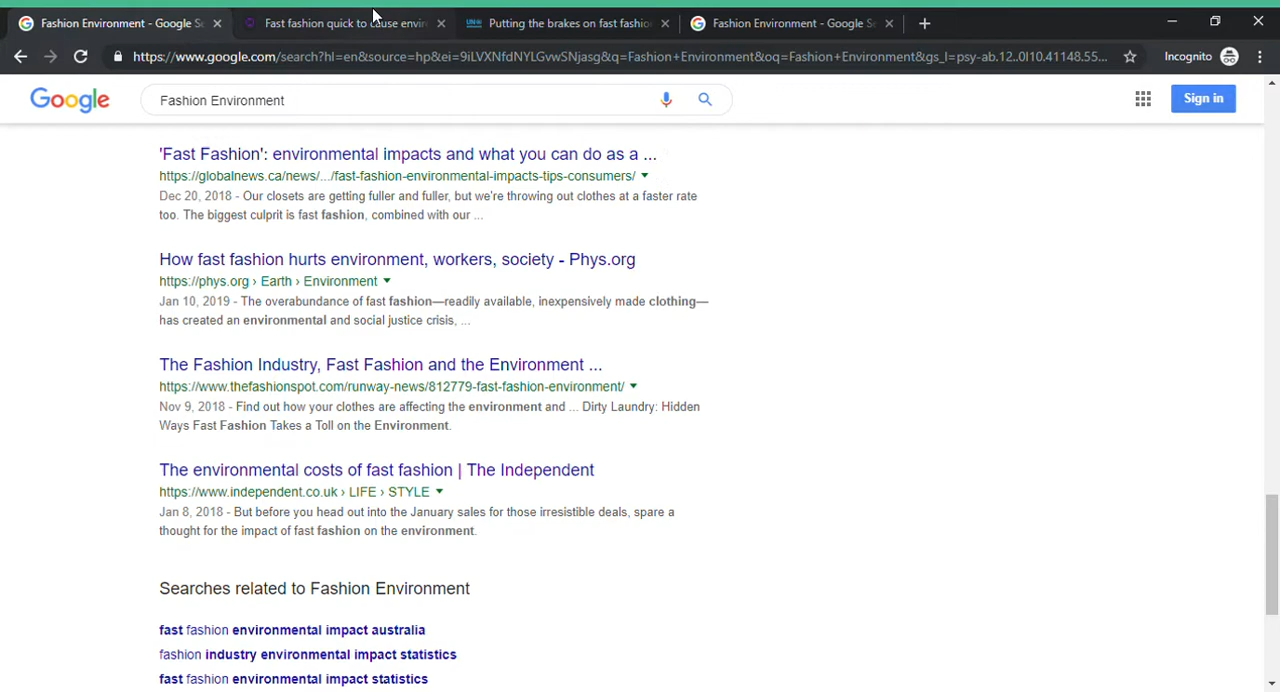 Fashion Environment - Google Se
Fast fashion quick to cause envir
Putting the brakes on fast fashio
Fashion Environment - Google Se
https://www.google.com/search?hl=en&source=hp&ei=9iLVXNfdNYLGvwSNjasg&q=Fashion+Environment&oq=Fashion+Environment&gs_l=psy-ab.12..0l10.41148.55...
Incognito
Google
Fashion Environment
Sign in
'Fast Fashion': environmental impacts and what you can do as a ...
https://globalnews.ca/news/.../fast-fashion-environmental-impacts-tips-consumers/
Dec 20, 2018 - Our closets are getting fuller and fuller, but we're throwing out clothes at a faster rate
too. The biggest culprit is fast fashion, combined with our ...
How fast fashion hurts environment, workers, society - Phys.org
https://phys.org › Earth › Environment
Jan 10, 2019 - The overabundance of fast fashion—readily available, inexpensively made clothing—
has created an environmental and social justice crisis, ...
The Fashion Industry, Fast Fashion and the Environment ...
https://www.thefashionspot.com/runway-news/812779-fast-fashion-environment/
Nov 9, 2018 - Find out how your clothes are affecting the environment and ... Dirty Laundry: Hidden
Ways Fast Fashion Takes a Toll on the Environment.
The environmental costs of fast fashion | The Independent
https://www.independent.co.uk › LIFE › STYLE
Jan 8, 2018 - But before you head out into the January sales for those irresistible deals, spare a
thought for the impact of fast fashion on the environment.
Searches related to Fashion Environment
fast fashion environmental impact australia
fashion industry environmental impact statistics
fast fashion environmental impact statistics